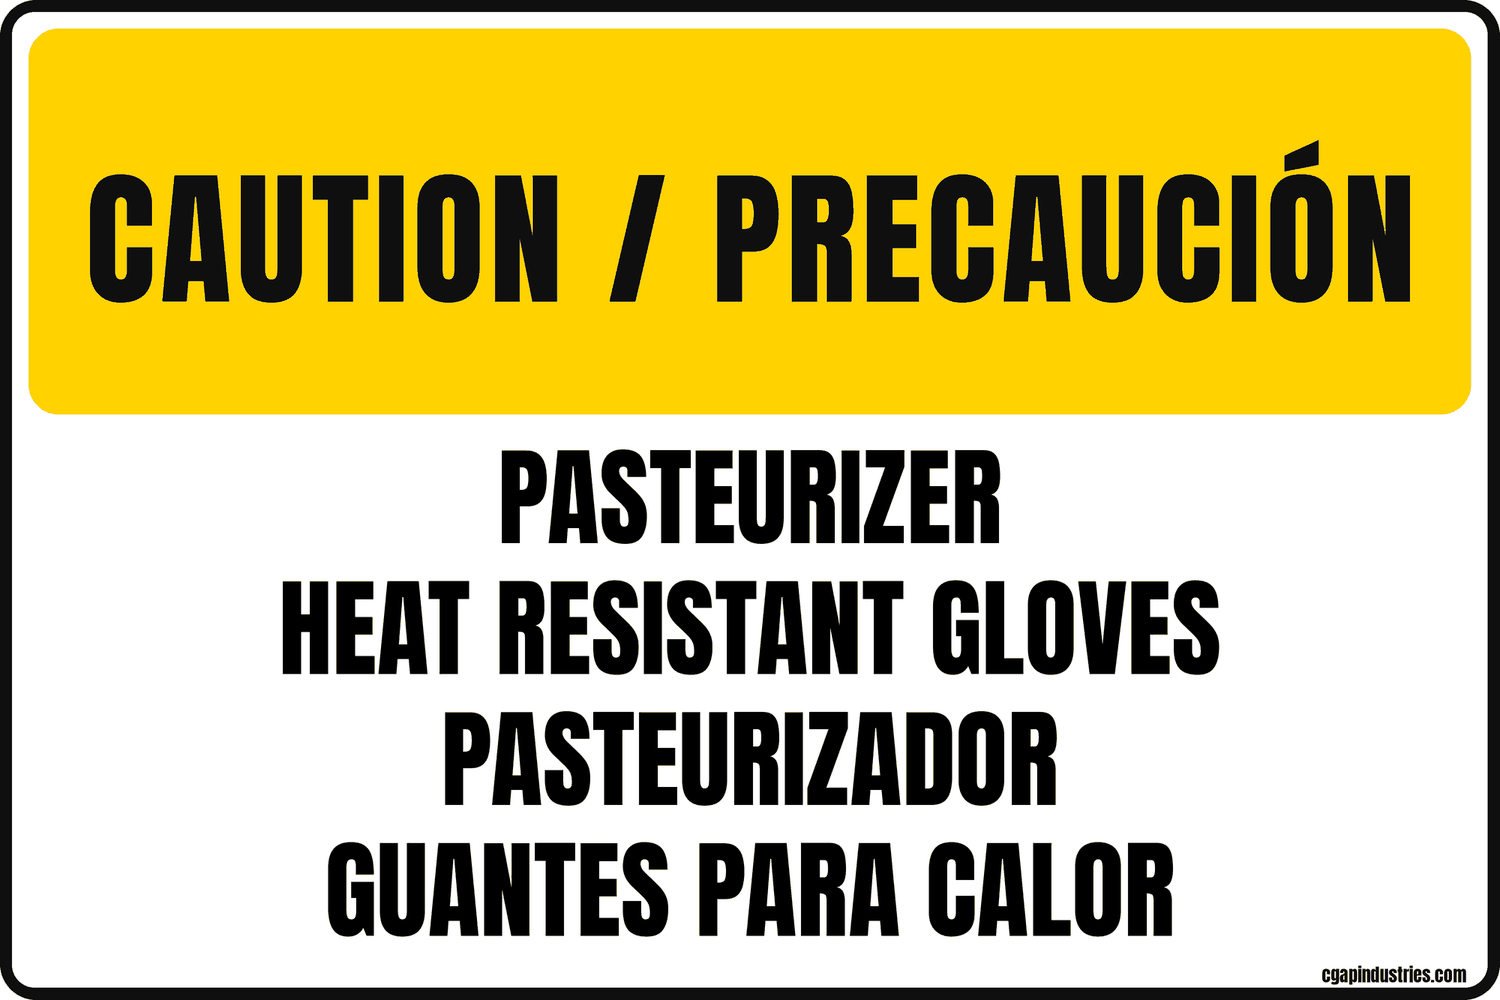 CAUTION / PRECAUCIÓN
PASTEURIZER
HEAT RESISTANT GLOVES
PASTEURIZADOR
GUANTES PARA CALOR
cgapindustries.com